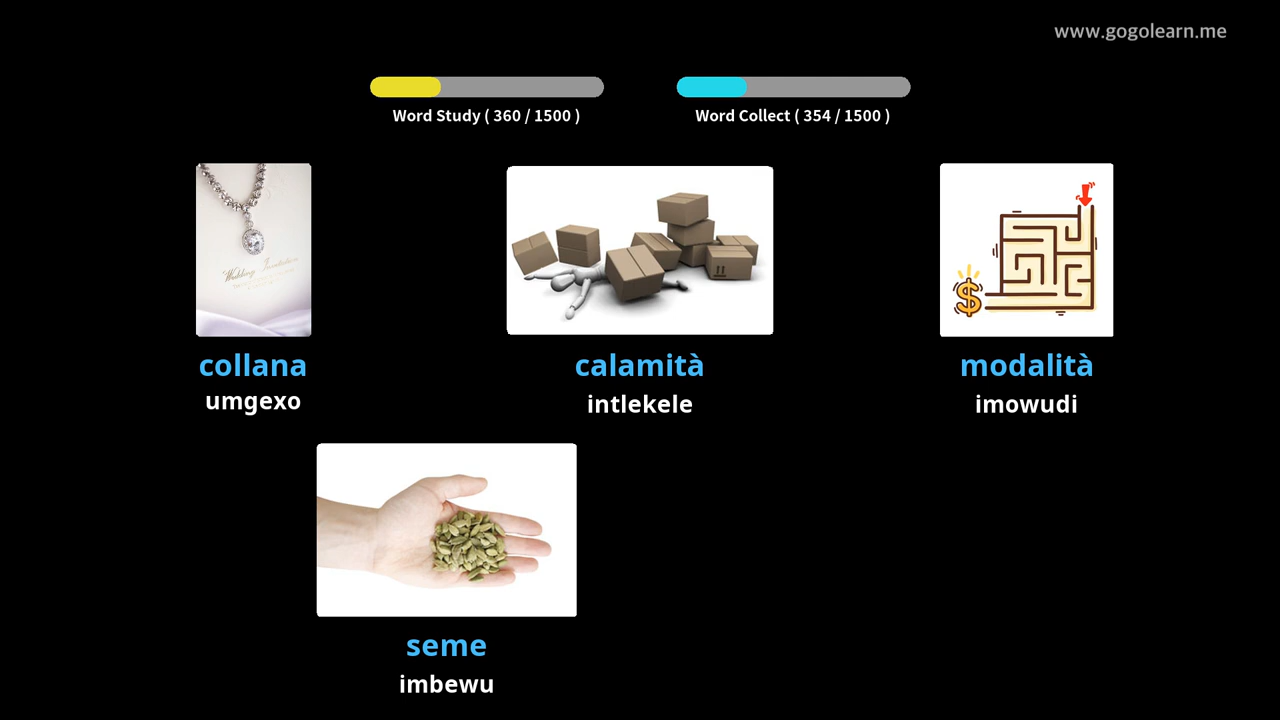 www.gogolearn.me
Word Study ( 360 / 1500 )
Word Collect ( 354 / 1500 )
collana
umgexo
calamità
intlekele
modalità
imowudi
seme
imbewu